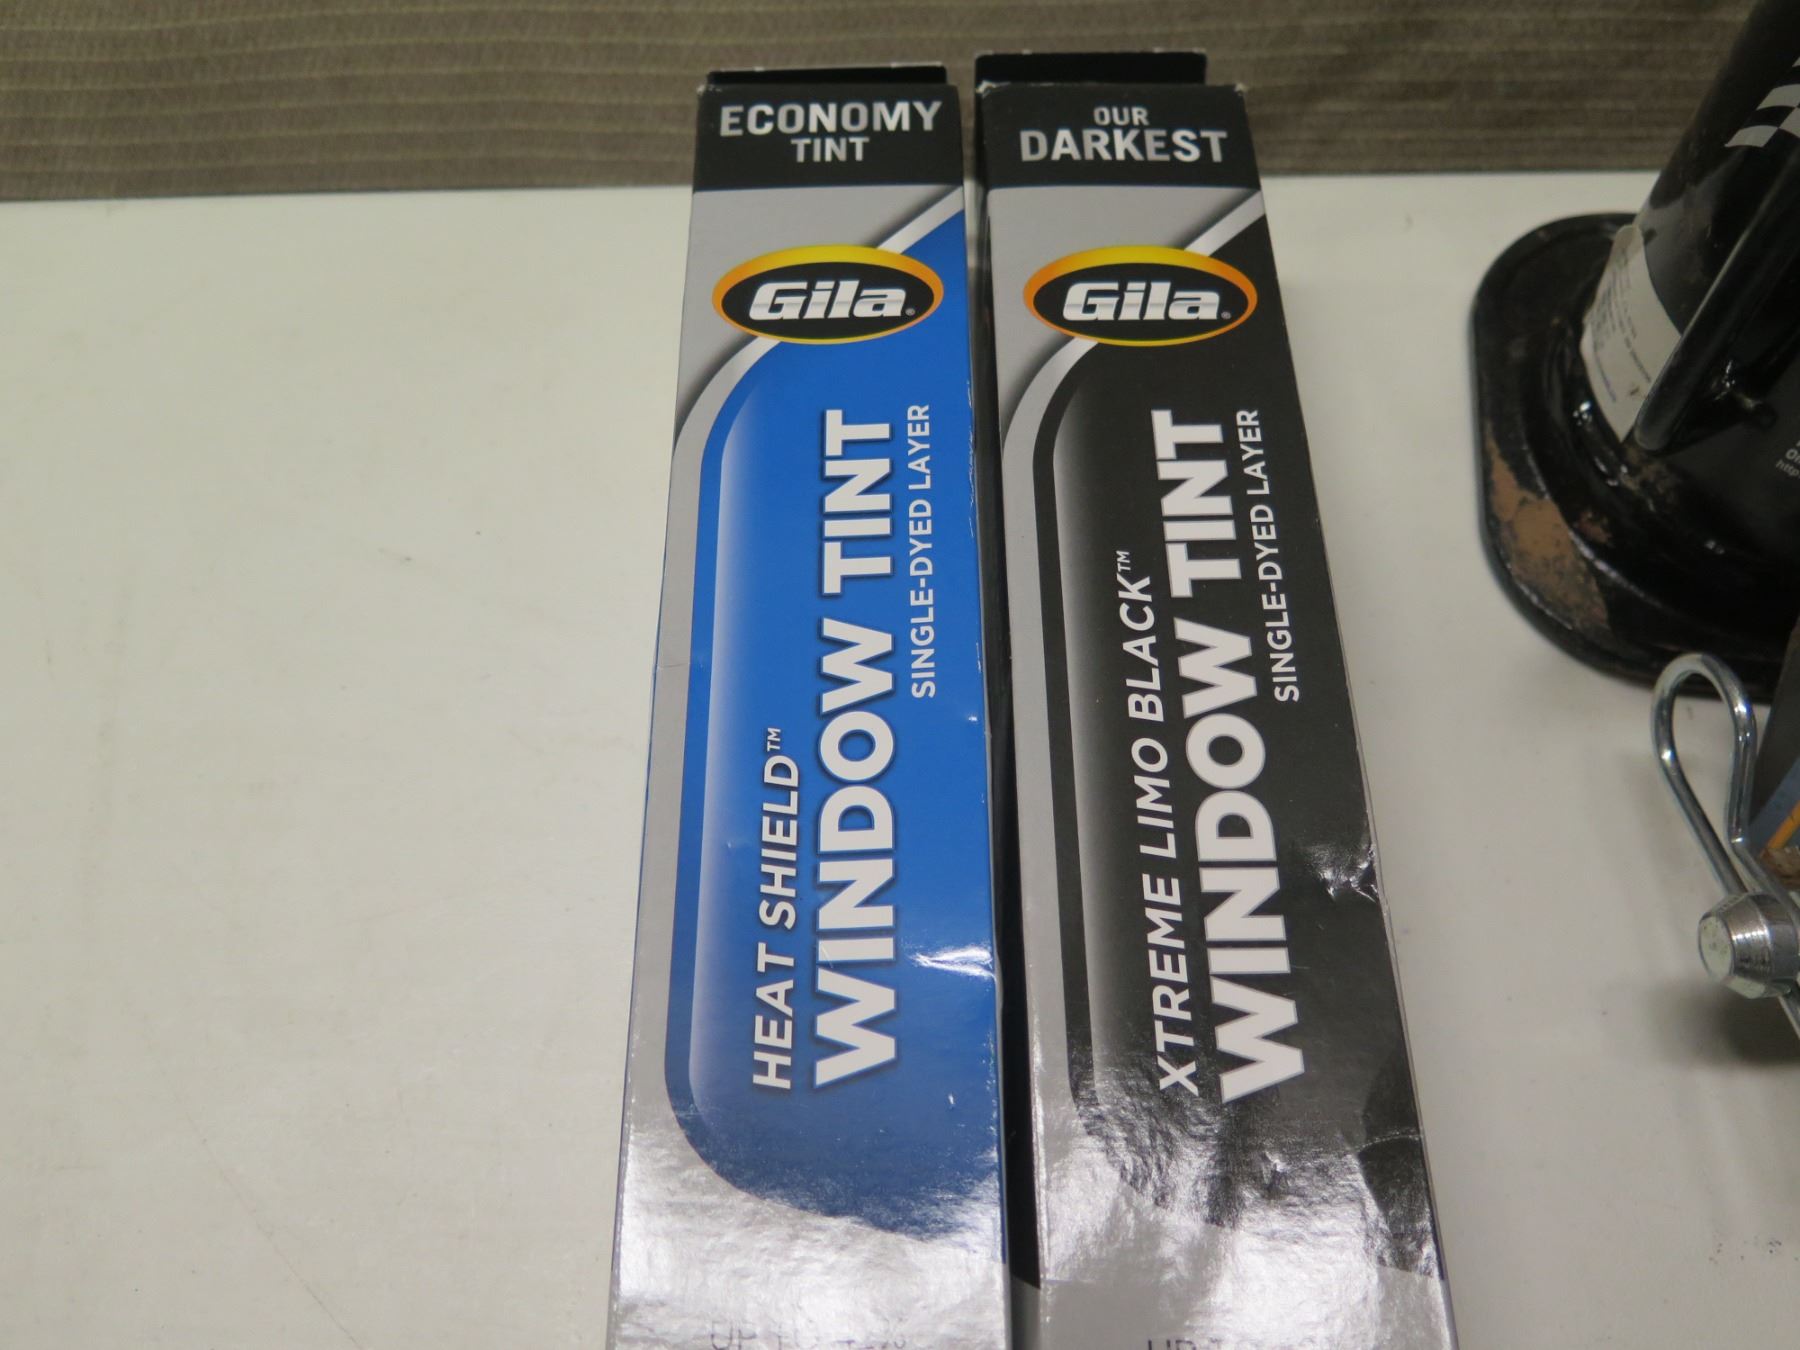 ECONOMY
TINT
Gila®
HEAT SHIELD™
WINDOW TINT
SINGLE-DYED LAYER
OUR
DARKEST
Gila®
XTREME LIMO BLACK™
WINDOW TINT
SINGLE-DYED LAYER